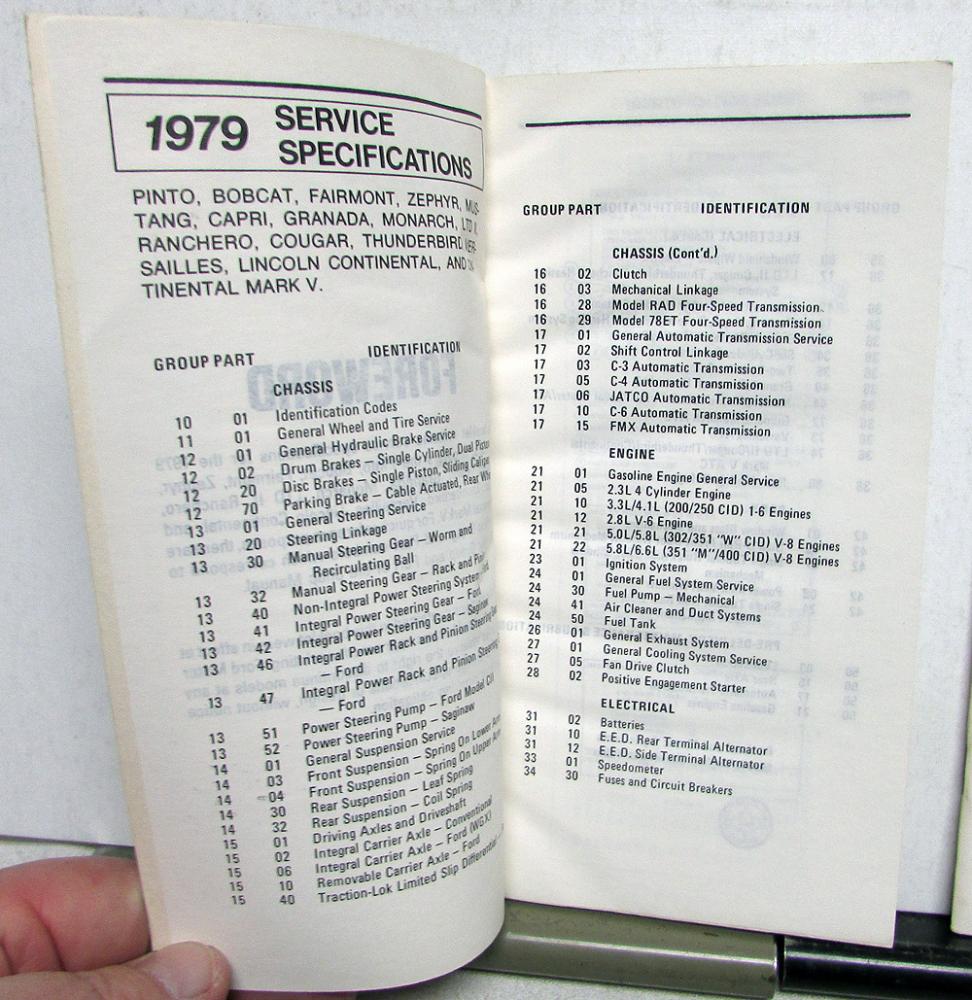 1979 SERVICE
SPECIFICATIONS
PINTO, BOBCAT, FAIRMONT, ZEPHYR, MUS-
TANG, CAPRI, GRANADA, MONARCH, LTD II,
RANCHERO, COUGAR, THUNDERBIRD, VER-
SAILLES, LINCOLN CONTINENTAL, AND
TINENTAL MARK V.
GROUP PART IDENTIFICATION
CHASSIS
10 01 Identification Codes
11 01 General Wheel and Tire Service
12 01 General Hydraulic Brake Service
12 02 Drum Brakes – Single Cylinder, Dual Piston
12 20 Disc Brakes – Single Piston, Sliding Caliper
12 70 Parking Brake – Cable Actuated, Rear
13 01 General Steering Service
13 20 Steering Linkage
13 30 Manual Steering Gear – Worm and
Recirculating Ball
13 32 Manual Steering Gear – Rack and
13 40 Non-Integral Power Steering System
13 41 Integral Power Steering Gear – Ford
13 42 Integral Power Steering Gear – Saginaw
13 46 Integral Power Rack and Pinion Steering
– Ford
13 47 Integral Power Rack and Pinion Steering
– Ford
13 51 Power Steering Pump – Ford Model CII
13 52 Power Steering Pump – Saginaw
14 01 General Suspension Service
14 03 Front Suspension – Spring On Lower Arm
14 04 Front Suspension – Spring On Upper Arm
14 30 Rear Suspension – Leaf Spring
14 32 Rear Suspension – Coil Spring
15 01 Driving Axles and Driveshaft
15 02 Integral Carrier Axle – Conventional
15 06 Integral Carrier Axle – Ford (WGX)
15 10 Removable Carrier Axle – Ford
15 40 Traction-Lok Limited Slip Differential
GROUP PART IDENTIFICATION
CHASSIS (Cont'd.)
16 02 Clutch
16 03 Mechanical Linkage
16 28 Model RAD Four-Speed Transmission
16 29 Model 78ET Four-Speed Transmission
17 01 General Automatic Transmission Service
17 02 Shift Control Linkage
17 03 C-3 Automatic Transmission
17 05 C-4 Automatic Transmission
17 06 JATCO Automatic Transmission
17 10 C-6 Automatic Transmission
17 15 FMX Automatic Transmission
ENGINE
21 01 Gasoline Engine General Service
21 05 2.3L 4 Cylinder Engine
21 10 3.3L/4.1L (200/250 CID) 1-6 Engines
21 12 2.8L V-6 Engine
21 21 5.0L/5.8L (302/351 "W" CID) V-8 Engines
21 22 5.8L/6.6L (351 "M"/400 CID) V-8 Engines
23 01 Ignition System
24 01 General Fuel System Service
24 30 Fuel Pump – Mechanical
24 41 Air Cleaner and Duct Systems
24 50 Fuel Tank
26 01 General Exhaust System
27 01 General Cooling System Service
27 05 Fan Drive Clutch
28 02 Positive Engagement Starter
ELECTRICAL
31 02 Batteries
31 10 E.E.D. Rear Terminal Alternator
31 12 E.E.D. Side Terminal Alternator
33 01 Speedometer
34 30 Fuses and Circuit Breakers